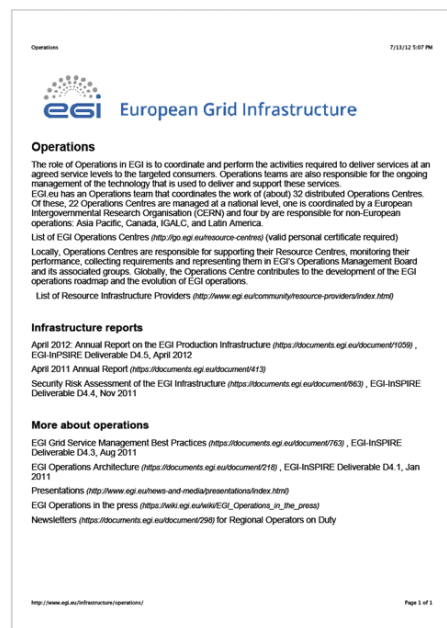 Operations
7/13/12 5:07 PM
egi
European Grid Infrastructure
Operations
The role of Operations in EGI is to coordinate and perform the activities required to deliver services at an
agreed service levels to the targeted consumers. Operations teams are also responsible for the ongoing
management of the technology that is used to deliver and support these services.
EGI.eu has an Operations team that coordinates the work of (about) 32 distributed Operations Centres.
Of these, 22 Operations Centres are managed at a national level, one is coordinated by a European
Intergovernmental Research Organisation (CERN) and four by are responsible for non-European
operations: Asia Pacific, Canada, IGALC, and Latin America.
List of EGI Operations Centres (http://go.egi.eu/resource-centres) (valid personal certificate required)
Locally, Operations Centres are responsible for supporting their Resource Centres, monitoring their
performance, collecting requirements and representing them in EGI's Operations Management Board
and its associated groups. Globally, the Operations Centre contributes to the development of the EGI
operations roadmap and the evolution of EGI operations.
List of Resource Infrastructure Providers (http://www.egi.eu/community/resource-providers/index.html)
Infrastructure reports
April 2012: Annual Report on the EGI Production Infrastructure (https://documents.egi.eu/document/1059) ,
EGI-InPSIRE Deliverable D4.5, April 2012
April 2011 Annual Report (https://documents.egi.eu/document/413)
Security Risk Assessment of the EGI Infrastructure (https://documents.egi.eu/document/863) , EGI-InSPIRE
Deliverable D4.4, Nov 2011
More about operations
EGI Grid Service Management Best Practices (https://documents.egi.eu/document/763) , EGI-InSPIRE
Deliverable D4.3, Aug 2011
EGI Operations Architecture (https://documents.egi.eu/document/218) , EGI-InSPIRE Deliverable D4.1, Jan
2011
Presentations (http://www.egi.eu/news-and-media/presentations/index.html)
EGI Operations in the press (https://wiki.egi.eu/wiki/EGI_Operations_in_the_press)
Newsletters (https://documents.egi.eu/document/298) for Regional Operators on Duty
http://www.egi.eu/infrastructure/operations/
Page 1 of 1